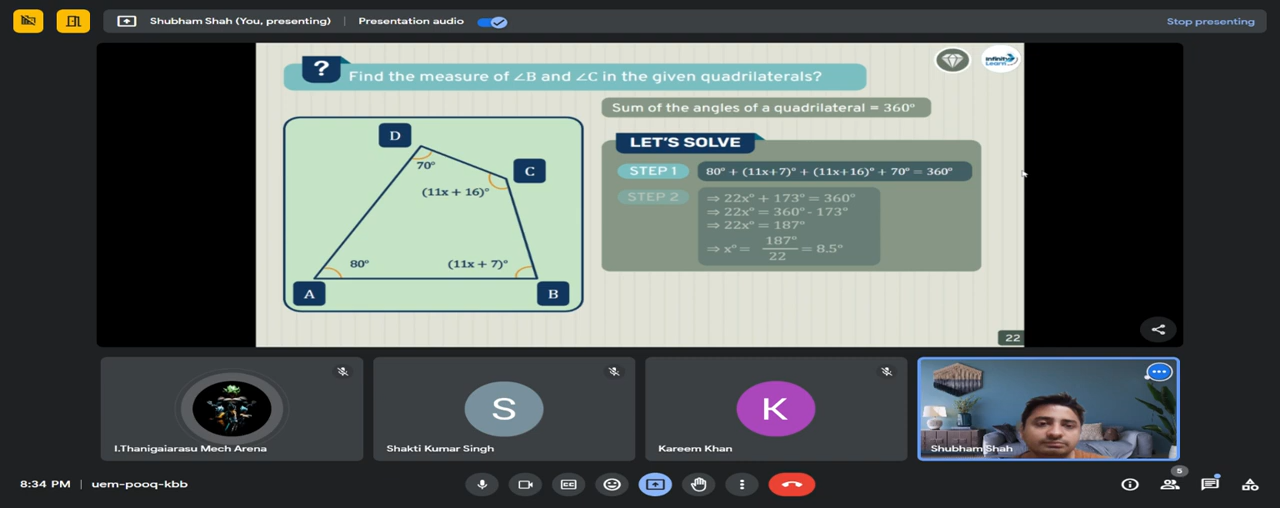 Shubham Shah (You, presenting)
Presentation audio
Stop presenting
? Find the measure of ∠B and ∠C in the given quadrilaterals?
Infinity
Learn
Sum of the angles of a quadrilateral = 360°
D
70°
C
(11x + 16)°
80°
(11x + 7)°
A
B
LET'S SOLVE
STEP 1
80° + (11x+7)° + (11x+16)° + 70° = 360°
STEP 2
⇒ 22x° + 173° = 360°
⇒ 22x° = 360° - 173°
⇒ 22x° = 187°
⇒ x° = 187° / 22 = 8.5°
22
I.Thanigaiarasu Mech Arena
S
Shakti Kumar Singh
K
Kareem Khan
Shubham Shah
8:34 PM | uem-pooq-kbb
5